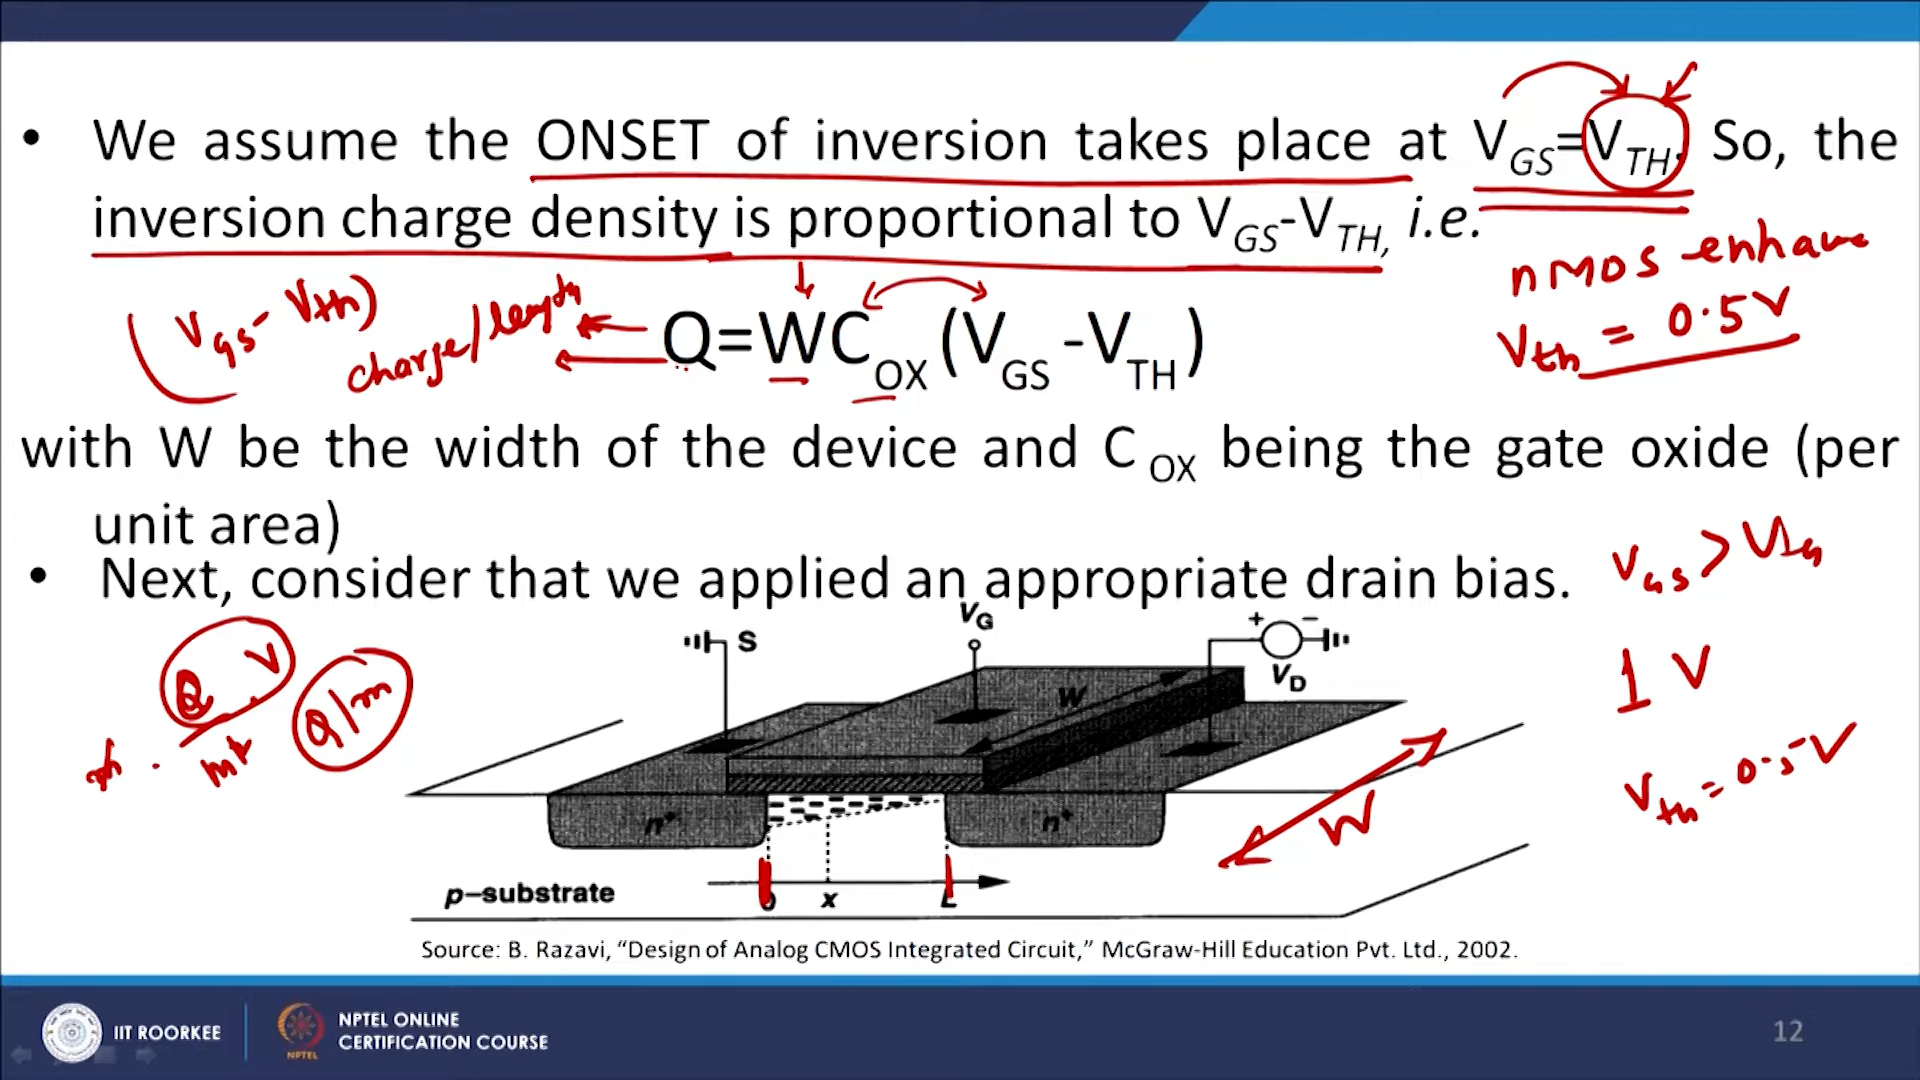 • We assume the ONSET of inversion takes place at V_GS=V_TH. So, the
inversion charge density is proportional to V_GS-V_TH, i.e.
nMOS enhance
V_th = 0.5V
V_GS - V_th)
charge/length
Q=WC_OX (V_GS -V_TH)
with W be the width of the device and C_OX being the gate oxide (per
unit area)
• Next, consider that we applied an appropriate drain bias.
V_GS > V_th
1 V
V_th = 0.5V
Q V
Q/m
S
V_G
+ −
V_D
W
n+
n+
W
p–substrate
0 x L
Source: B. Razavi, “Design of Analog CMOS Integrated Circuit,” McGraw-Hill Education Pvt. Ltd., 2002.
IIT ROORKEE
NPTEL
NPTEL ONLINE
CERTIFICATION COURSE
12